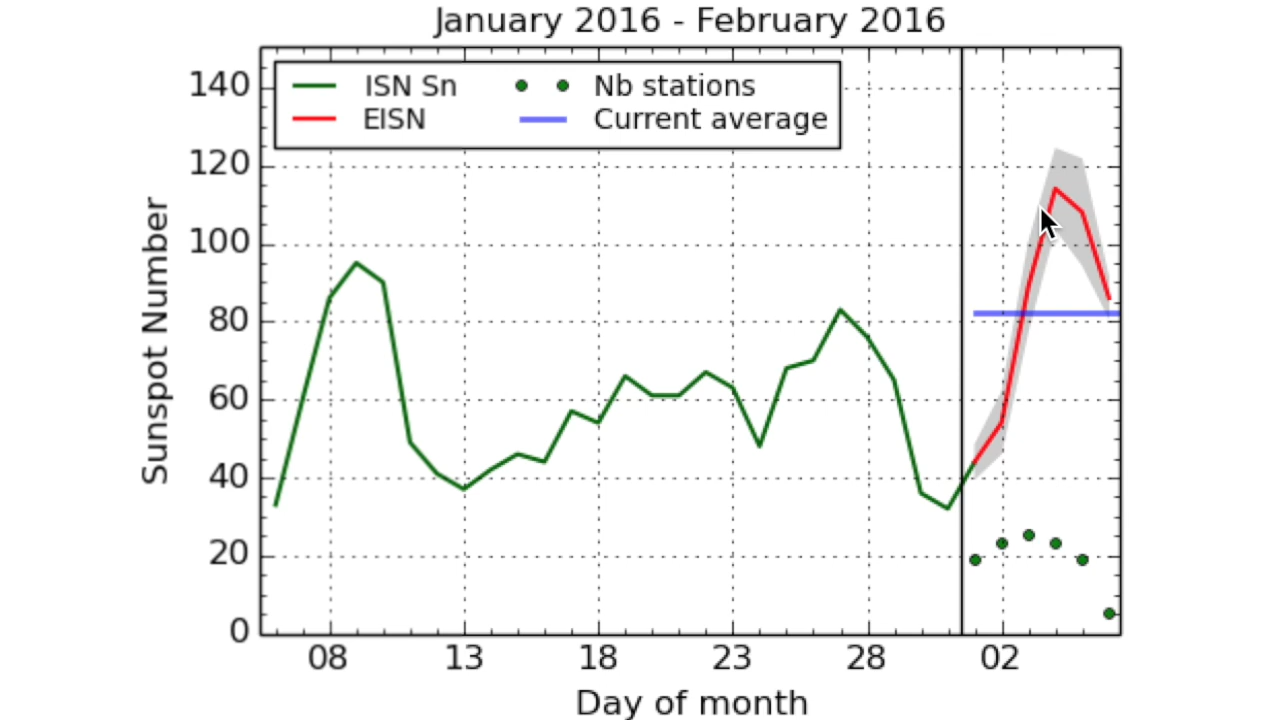 January 2016 - February 2016
ISN Sn
Nb stations
EISN
Current average
140
120
100
80
60
40
20
0
Sunspot Number
08 13 18 23 28 02
Day of month